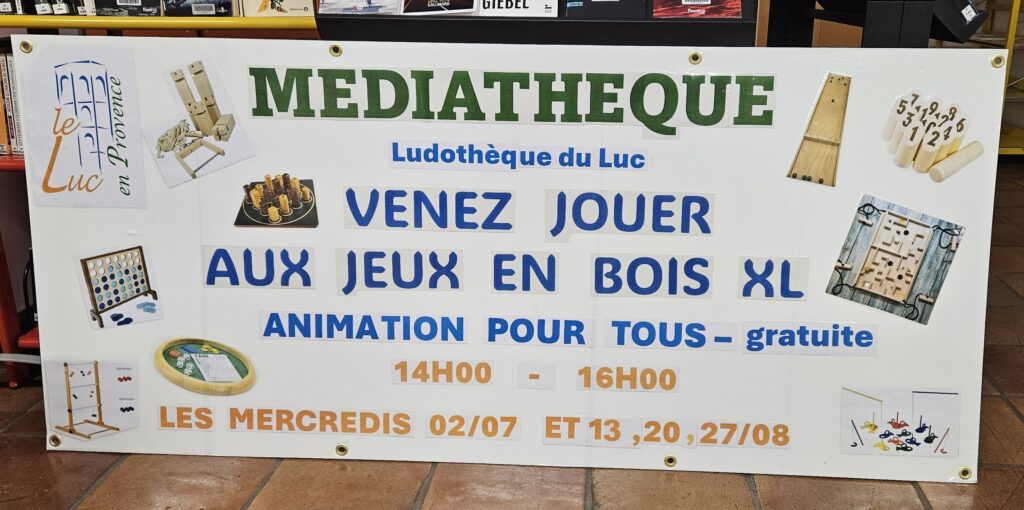 GIEBEL
le Luc
en Provence
MEDIATHEQUE
Ludothèque du Luc
VENEZ JOUER
AUX JEUX EN BOIS XL
ANIMATION POUR TOUS – gratuite
14H00 - 16H00
LES MERCREDIS 02/07 ET 13 ,20 ,27/08